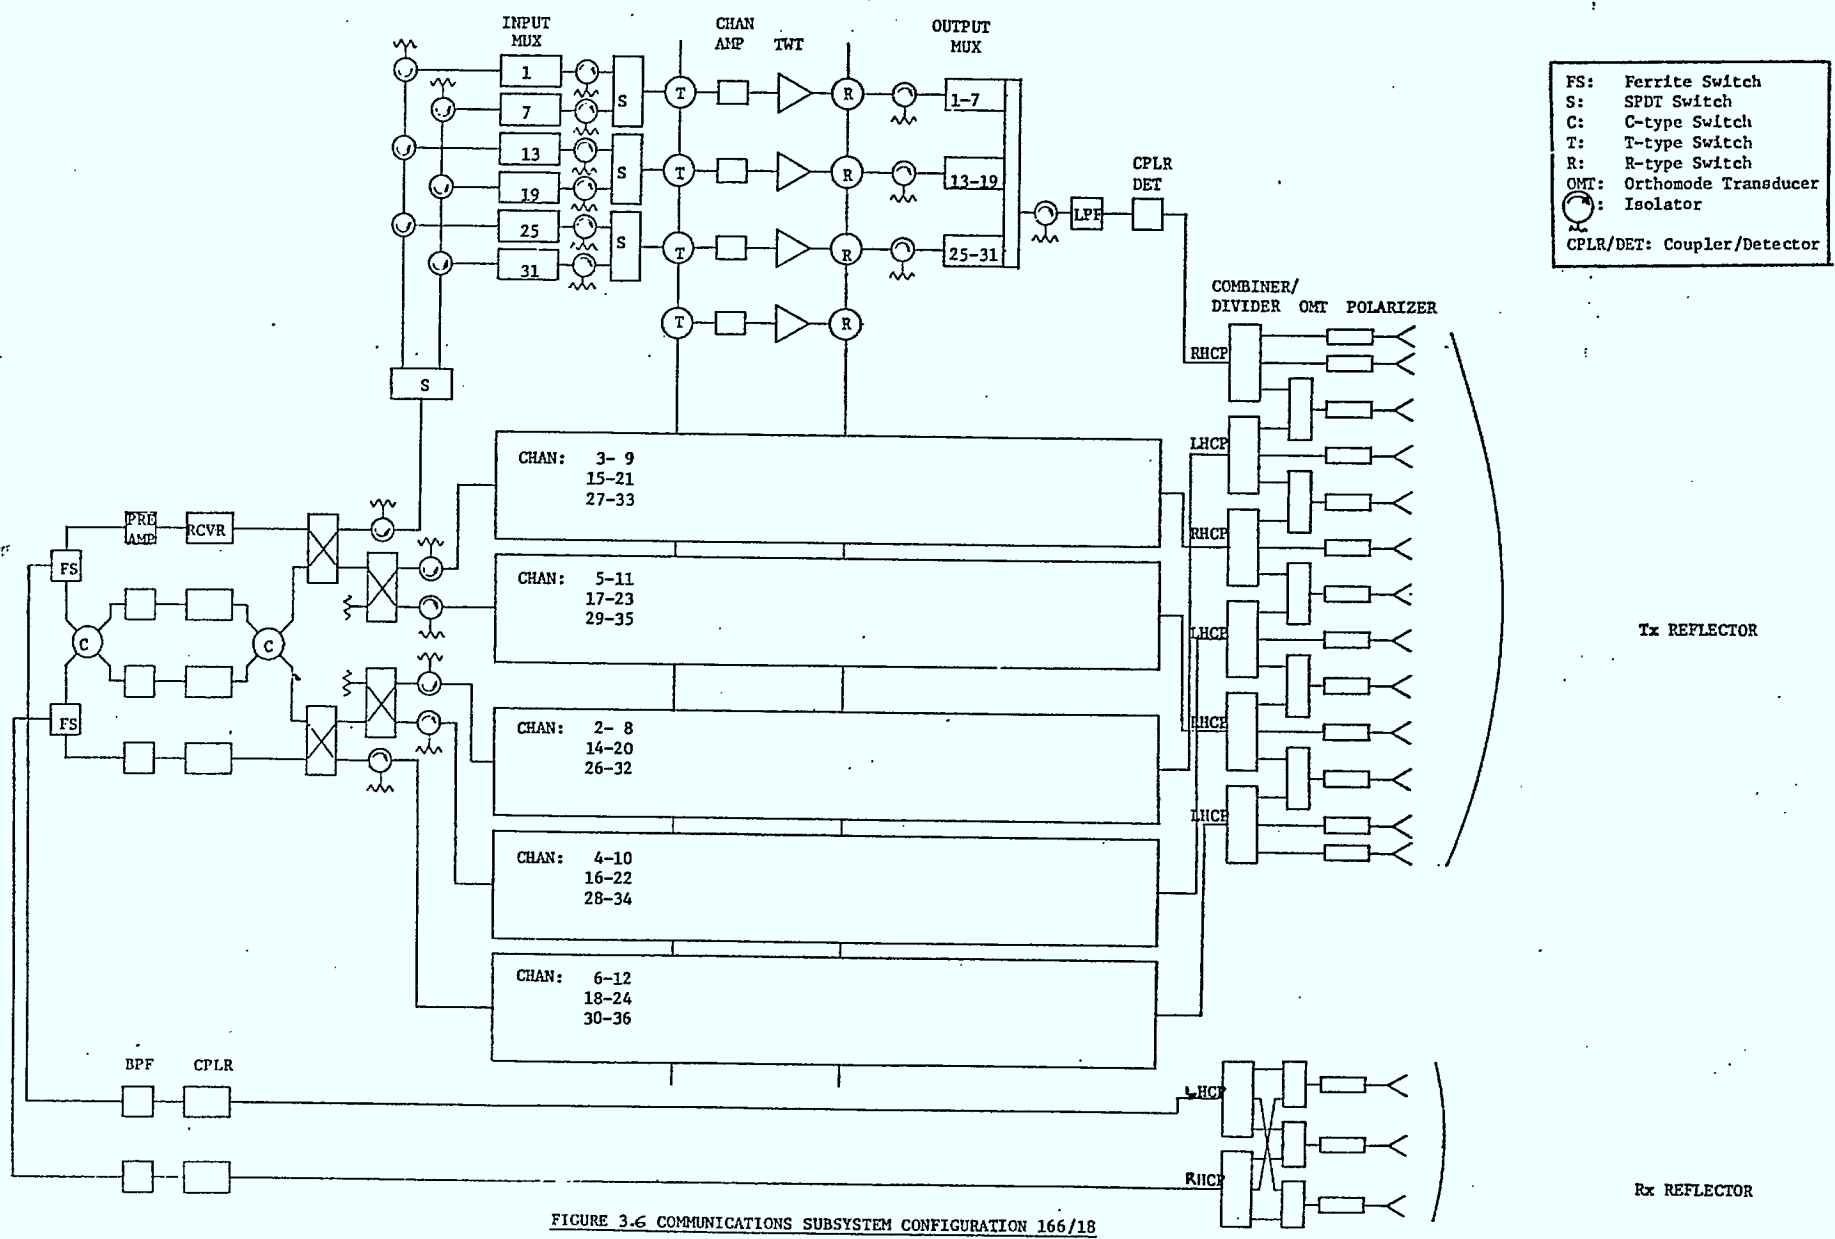 INPUT
MUX
CHAN
AMP
TWT
OUTPUT
MUX
1
7
13
19
25
31
S
S
S
T
T
T
T
R
R
R
R
1-7
13-19
25-31
LPF
CPLR
DET
FS: Ferrite Switch
S: SPDT Switch
C: C-type Switch
T: T-type Switch
R: R-type Switch
OMT: Orthomode Transducer
: Isolator
CPLR/DET: Coupler/Detector
COMBINER/
DIVIDER OMT POLARIZER
RHCP
LHCP
RHCP
LHCP
RHCP
LHCP
S
CHAN: 3- 9
15-21
27-33
CHAN: 5-11
17-23
29-35
CHAN: 2- 8
14-20
26-32
CHAN: 4-10
16-22
28-34
CHAN: 6-12
18-24
30-36
PRE
AMP
RCVR
FS
C
C
FS
Tx REFLECTOR
BPF
CPLR
LHCP
RHCP
Rx REFLECTOR
FIGURE 3.6 COMMUNICATIONS SUBSYSTEM CONFIGURATION 166/18